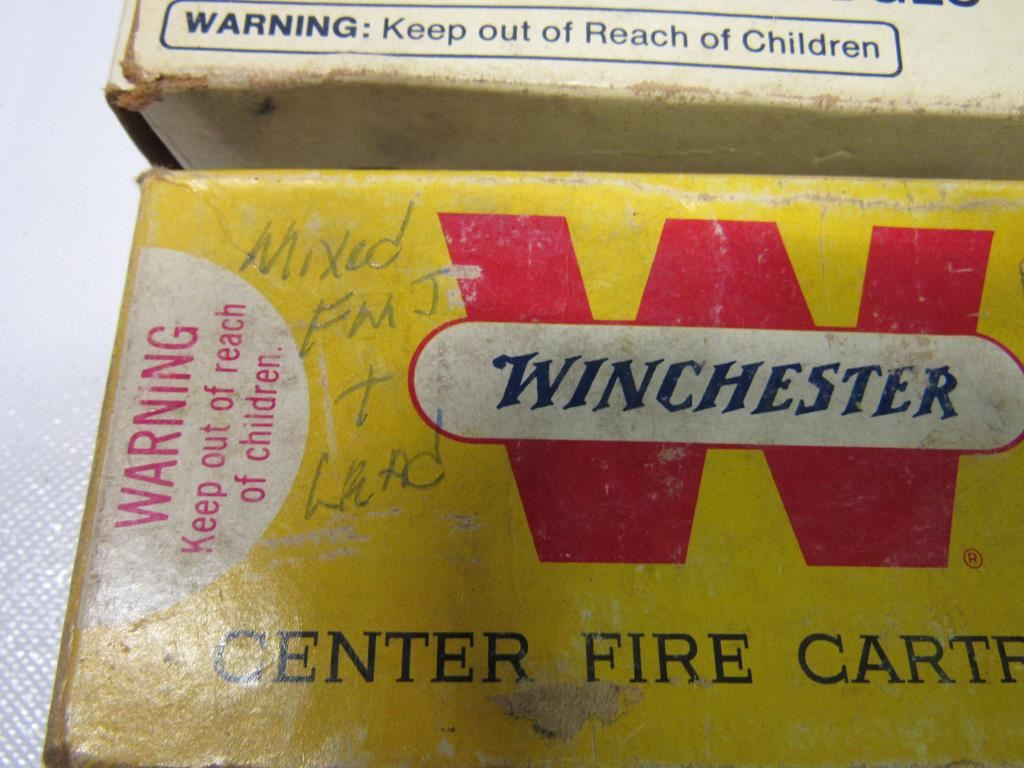 WARNING: Keep out of Reach of Children
Mixed
FMJ
+
LEAD
WARNING
Keep out of reach
of children.
WINCHESTER
®
CENTER FIRE CARTR